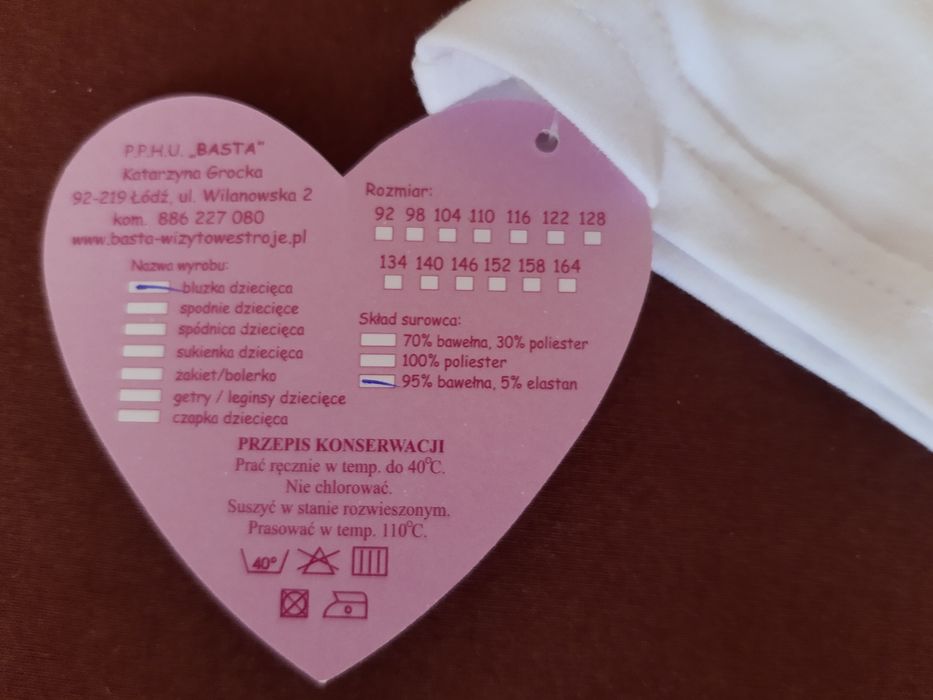 P.P.H.U. „BASTA"
Katarzyna Grocka
92-219 Łódź, ul. Wilanowska 2
kom. 886 227 080
www.basta-wizytowestroje.pl
Nazwa wyrobu:
bluzka dziecięca
spodnie dziecięce
spódnica dziecięca
sukienka dziecięca
żakiet/bolerko
getry / leginsy dziecięce
czapka dziecięca
Rozmiar:
92 98 104 110 116 122 128
134 140 146 152 158 164
Skład surowca:
70% bawełna, 30% poliester
100% poliester
95% bawełna, 5% elastan
PRZEPIS KONSERWACJI
Prać ręcznie w temp. do 40°C.
Nie chlorować.
Suszyć w stanie rozwieszonym.
Prasować w temp. 110°C.
40°